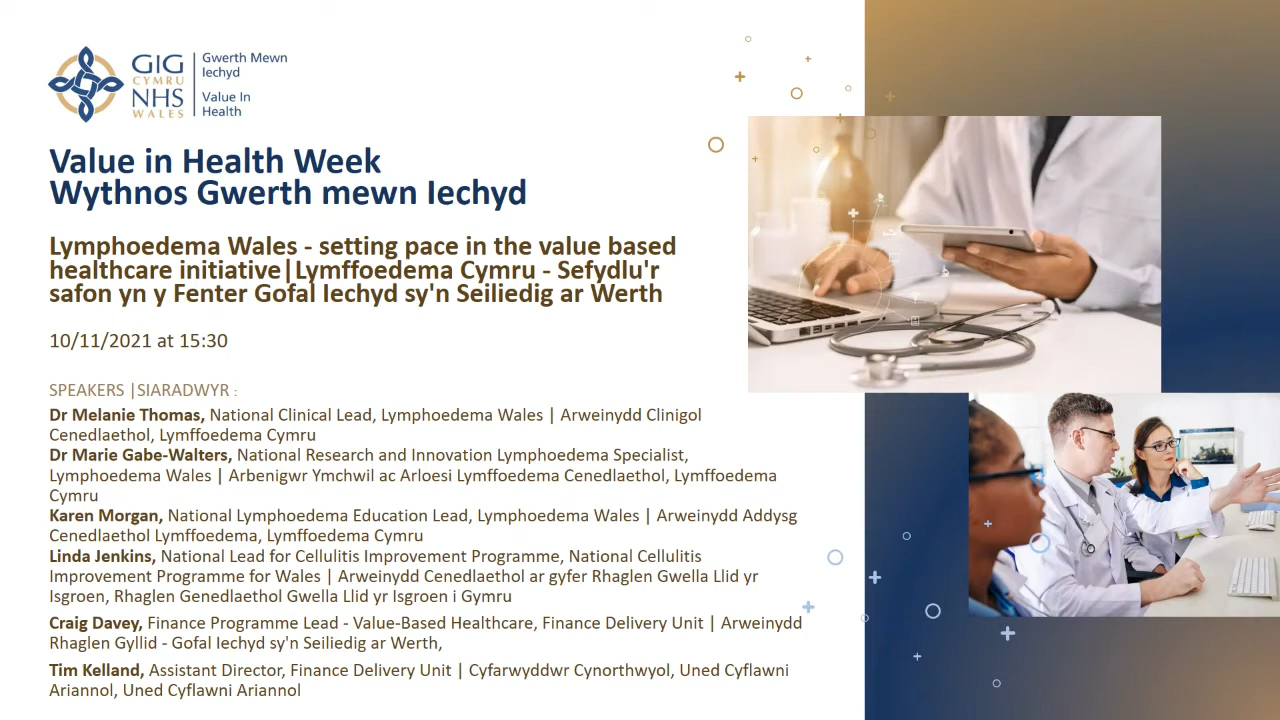 GIG
CYMRU
NHS
WALES
Gwerth Mewn
Iechyd
Value In
Health
Value in Health Week
Wythnos Gwerth mewn Iechyd
Lymphoedema Wales - setting pace in the value based
healthcare initiative|Lymffoedema Cymru - Sefydlu'r
safon yn y Fenter Gofal Iechyd sy'n Seiliedig ar Werth
10/11/2021 at 15:30
SPEAKERS |SIARADWYR :
Dr Melanie Thomas, National Clinical Lead, Lymphoedema Wales | Arweinydd Clinigol
Cenedlaethol, Lymffoedema Cymru
Dr Marie Gabe-Walters, National Research and Innovation Lymphoedema Specialist,
Lymphoedema Wales | Arbenigwr Ymchwil ac Arloesi Lymffoedema Cenedlaethol, Lymffoedema
Cymru
Karen Morgan, National Lymphoedema Education Lead, Lymphoedema Wales | Arweinydd Addysg
Cenedlaethol Lymffoedema, Lymffoedema Cymru
Linda Jenkins, National Lead for Cellulitis Improvement Programme, National Cellulitis
Improvement Programme for Wales | Arweinydd Cenedlaethol ar gyfer Rhaglen Gwella Llid yr
Isgroen, Rhaglen Genedlaethol Gwella Llid yr Isgroen i Gymru
Craig Davey, Finance Programme Lead - Value-Based Healthcare, Finance Delivery Unit | Arweinydd
Rhaglen Gyllid - Gofal Iechyd sy'n Seiliedig ar Werth,
Tim Kelland, Assistant Director, Finance Delivery Unit | Cyfarwyddwr Cynorthwyol, Uned Cyflawni
Ariannol, Uned Cyflawni Ariannol